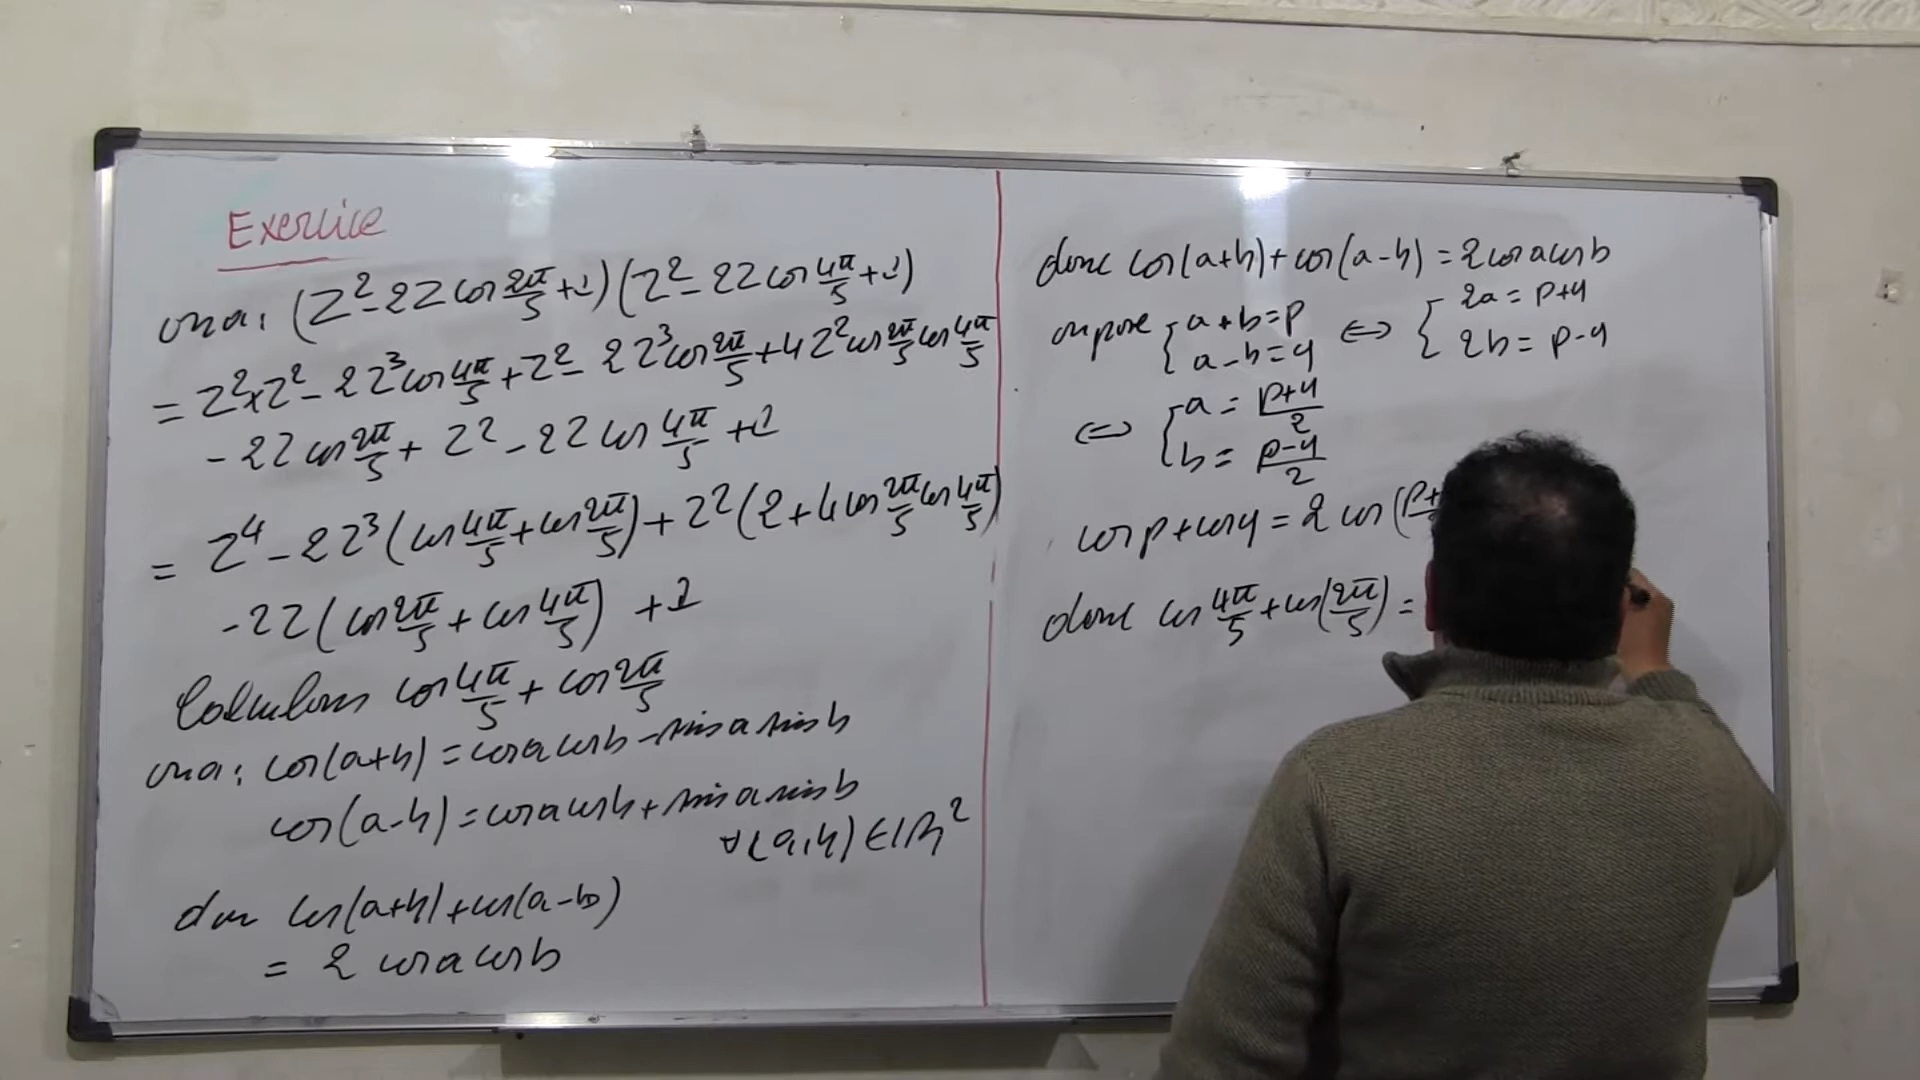 Exercice
on a : (Z² - 2Z cos 2π/5 + 1)(Z² - 2Z cos 4π/5 + 1)
= Z² x Z² - 2Z³ cos 4π/5 + Z² - 2Z³ cos 2π/5 + 4Z² cos 2π/5 cos 4π/5
- 2Z cos 2π/5 + Z² - 2Z cos 4π/5 + 1
= Z⁴ - 2Z³ (cos 4π/5 + cos 2π/5) + Z² (2 + 4 cos 2π/5 cos 4π/5)
- 2Z (cos 2π/5 + cos 4π/5) + 1
Calculons cos 4π/5 + cos 2π/5
on a : cos(a+b) = cos a cos b - sin a sin b
cos(a-b) = cos a cos b + sin a sin b
∀(a,b) ∈ IR²
donc cos(a+b) + cos(a-b)
= 2 cos a cos b
donc cos(a+b) + cos(a-b) = 2 cos a cos b
on pose { a+b = p a-b = q ⇔ { 2a = p+q 2b = p-q
⇔ { a = p+q/2 b = p-q/2
cos p + cos q = 2 cos (p+
donc cos 4π/5 + cos(2π/5) =